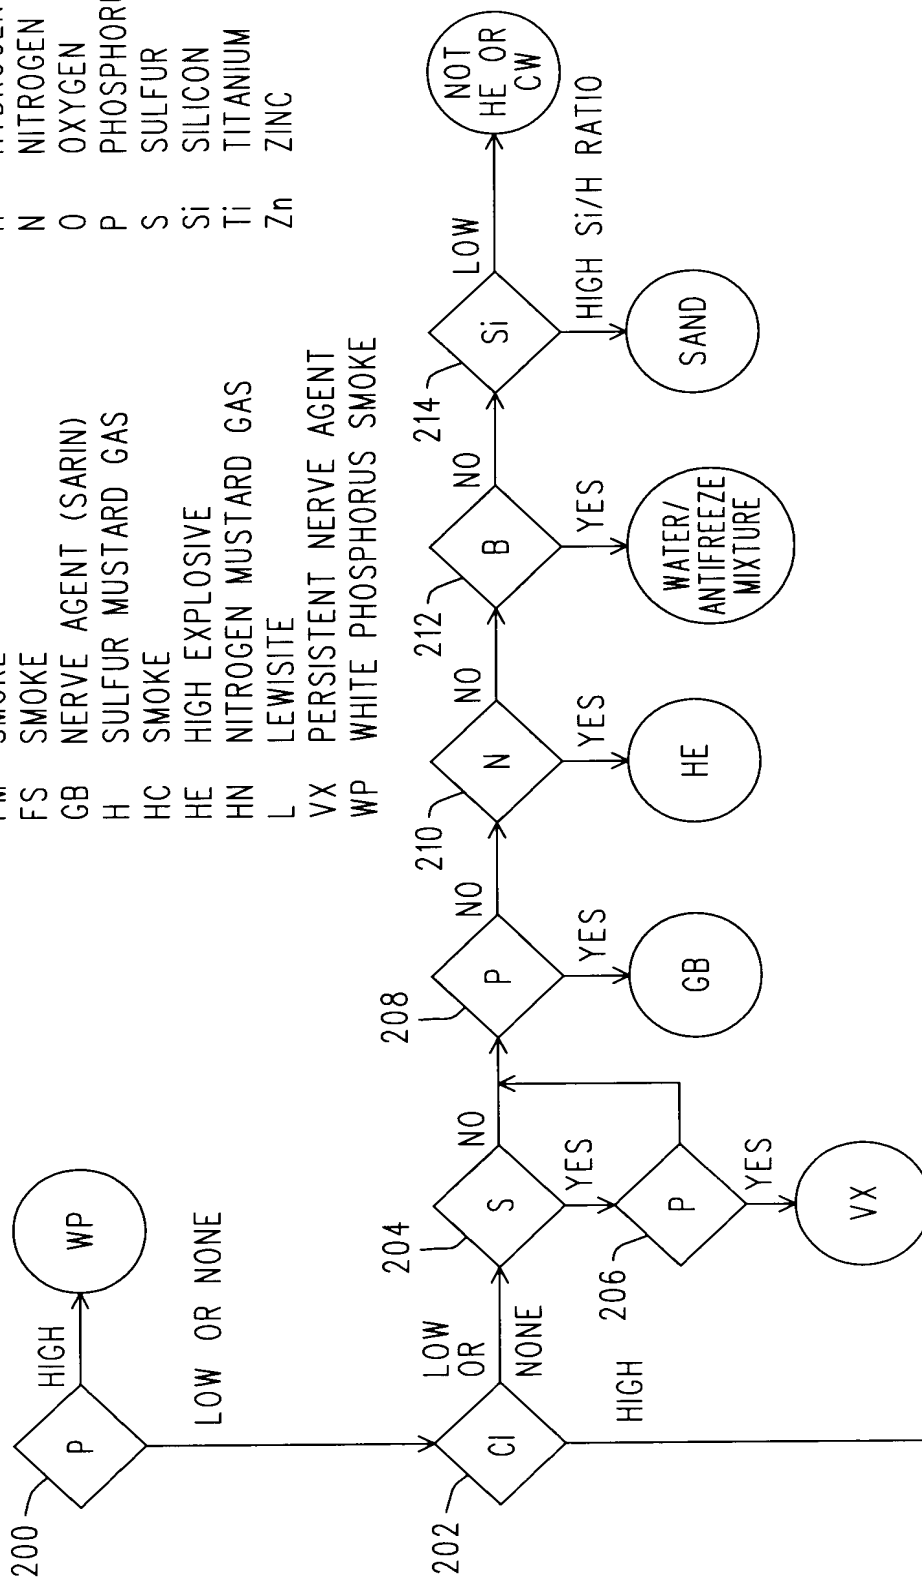 HYDROGEN
N NITROGEN
O OXYGEN
P PHOSPHORU
S SULFUR
Si SILICON
Ti TITANIUM
Zn ZINC
SMOKE
FS SMOKE
GB NERVE AGENT (SARIN)
H SULFUR MUSTARD GAS
HC SMOKE
HE HIGH EXPLOSIVE
HN NITROGEN MUSTARD GAS
L LEWISITE
VX PERSISTENT NERVE AGENT
WP WHITE PHOSPHORUS SMOKE
200
P
HIGH
WP
LOW OR NONE
202
Cl
LOW
OR
NONE
HIGH
204
S
NO
YES
206
P
YES
VX
208
P
NO
YES
GB
210
N
NO
YES
HE
212
B
NO
YES
WATER/
ANTIFREEZE
MIXTURE
214
Si
LOW
HIGH Si/H RATIO
SAND
NOT
HE OR
CW